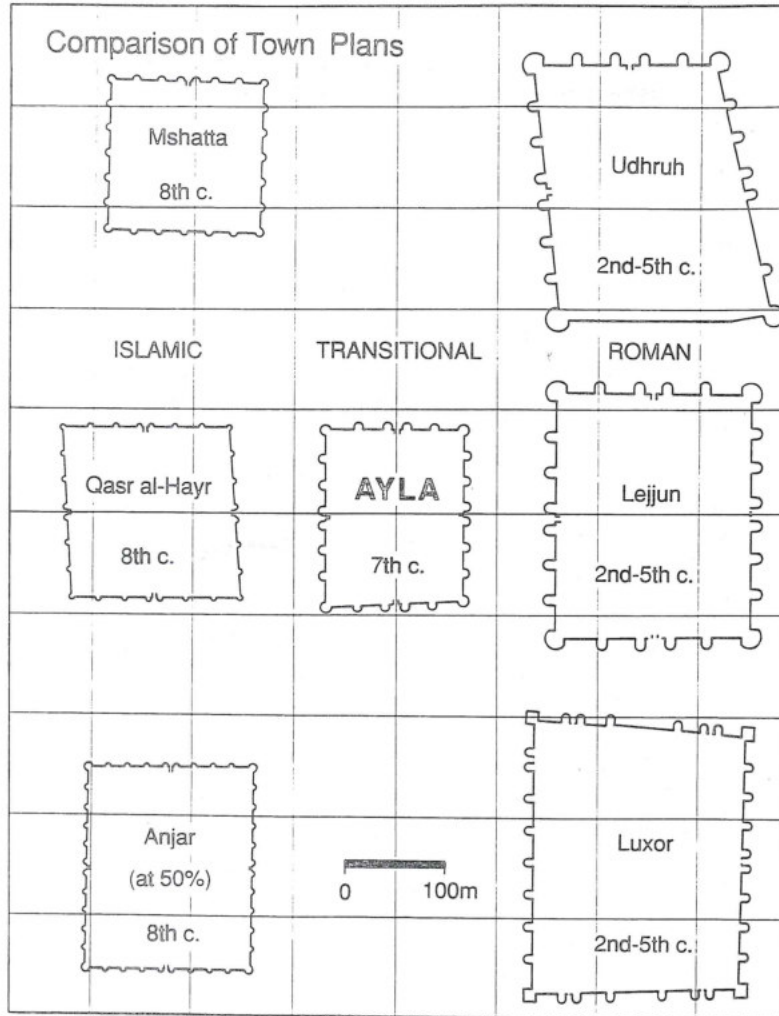 Comparison of Town Plans
Mshatta
8th c.
Udhruh
2nd-5th c.
ISLAMIC
TRANSITIONAL
ROMAN
Qasr al-Hayr
8th c.
AYLA
7th c.
Lejjun
2nd-5th c.
Anjar
(at 50%)
8th c.
0 100m
Luxor
2nd-5th c.